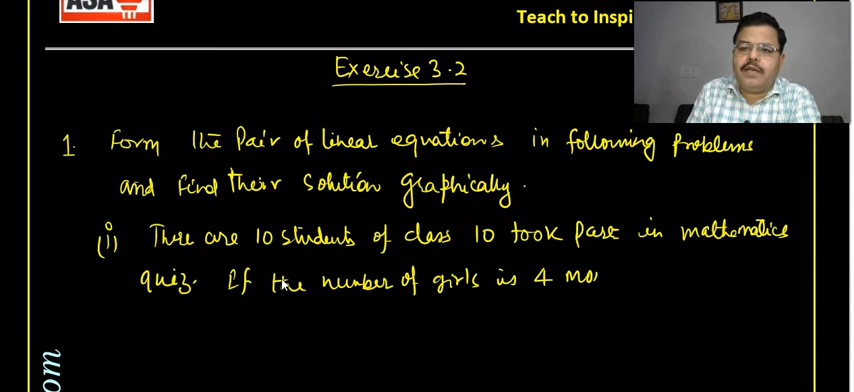 ASA
Teach to Inspi
Exercise 3.2
1. Form the Pair of linear equations in following problems
and find their solution graphically.
(i) There are 10 students of class 10 took part in mathematics
quiz. If the number of girls is 4 mo
om